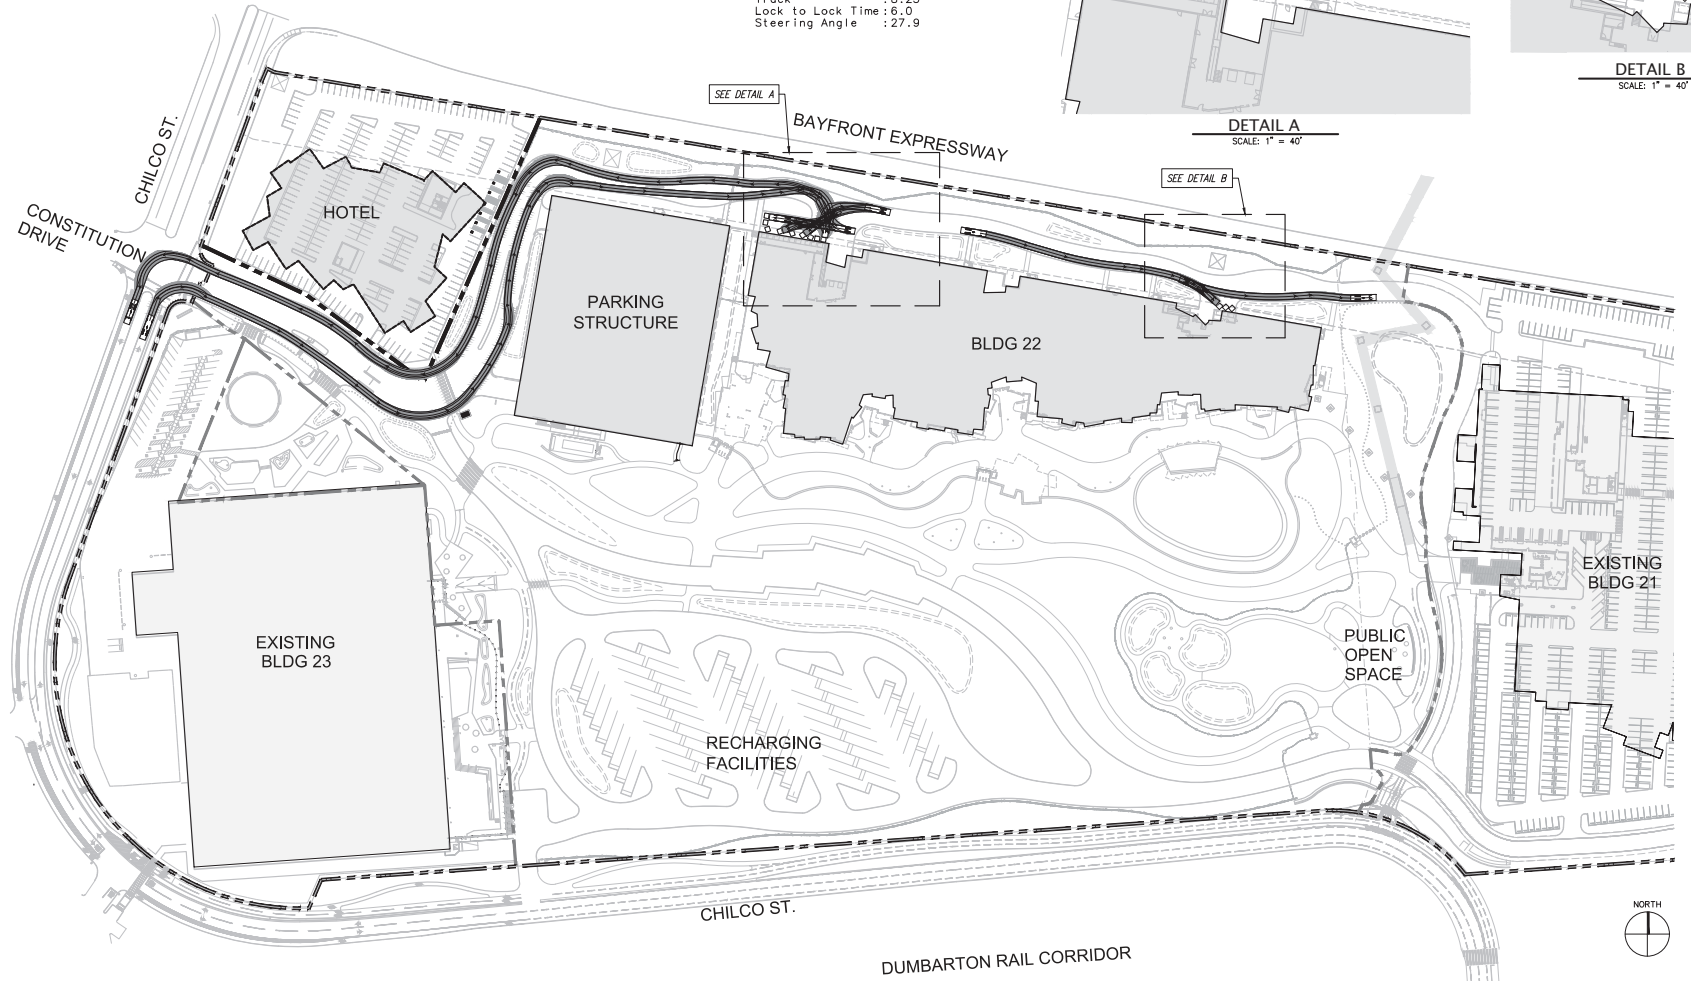 Lock to Lock Time : 6.0
Steering Angle : 27.9
DETAIL B
SCALE: 1" = 40'
DETAIL A
SCALE: 1" = 40'
SEE DETAIL A
BAYFRONT EXPRESSWAY
SEE DETAIL B
CHILCO ST.
CONSTITUTION
DRIVE
HOTEL
PARKING
STRUCTURE
BLDG 22
EXISTING
BLDG 21
EXISTING
BLDG 23
PUBLIC
OPEN
SPACE
RECHARGING
FACILITIES
CHILCO ST.
DUMBARTON RAIL CORRIDOR
NORTH